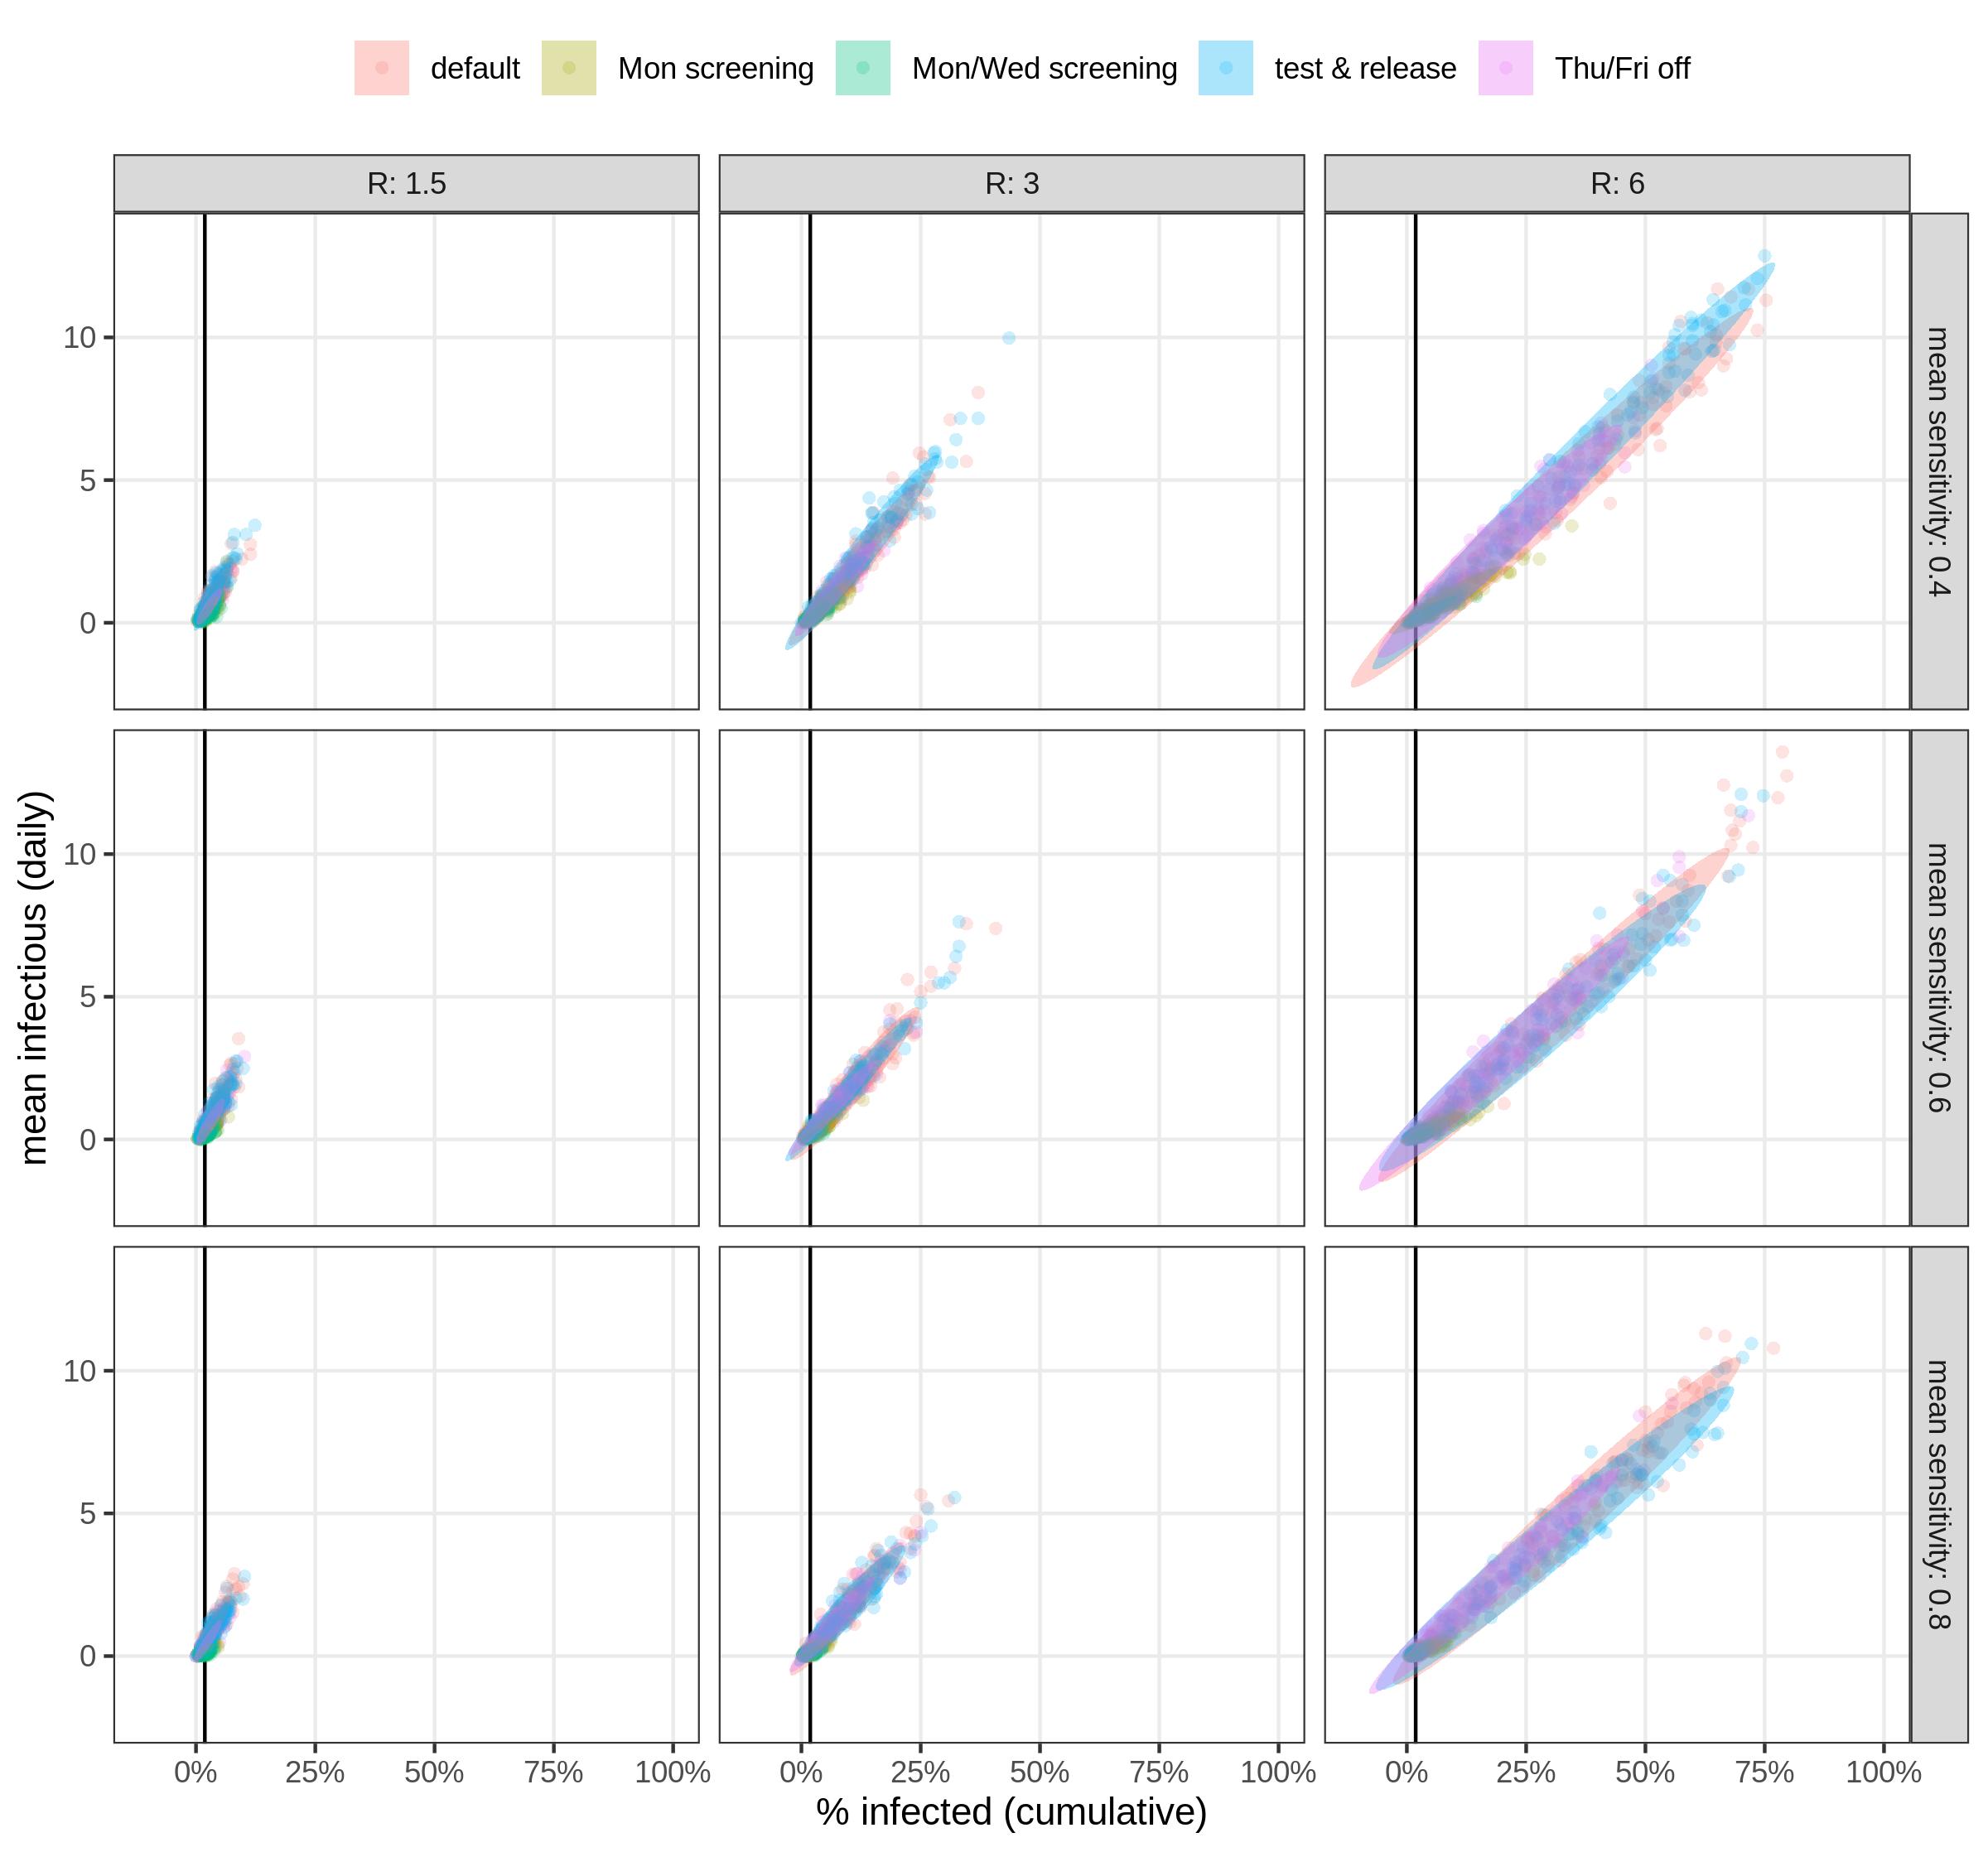 default Mon screening Mon/Wed screening test & release Thu/Fri off
R: 1.5 R: 3 R: 6
mean sensitivity: 0.4
10
5
0
mean sensitivity: 0.6
10
5
0
mean sensitivity: 0.8
10
5
0
mean infectious (daily)
0% 25% 50% 75% 100% 0% 25% 50% 75% 100% 0% 25% 50% 75% 100%
% infected (cumulative)